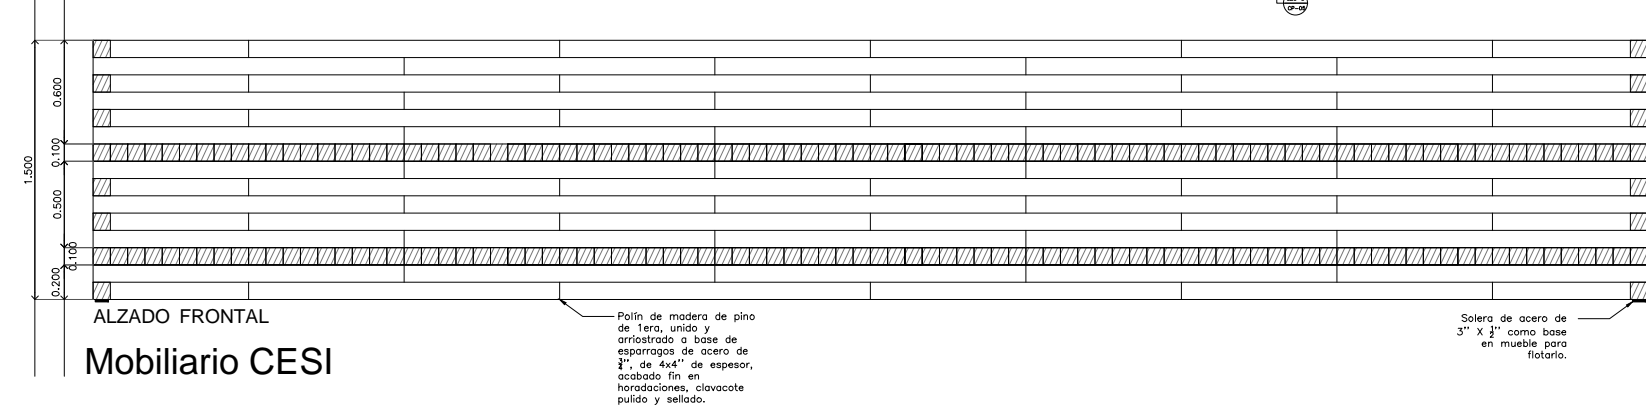 CP-05
0.600
0.100
1.500
0.500
0.100
0.200
ALZADO FRONTAL
Mobiliario CESI
Polín de madera de pino
de 1era, unido y
arriostrado a base de
esparragos de acero de
¾'', de 4x4'' de espesor,
acabado fin en
horadaciones, clavacote
pulido y sellado.
Solera de acero de
3'' X ½'' como base
en mueble para
flotarlo.